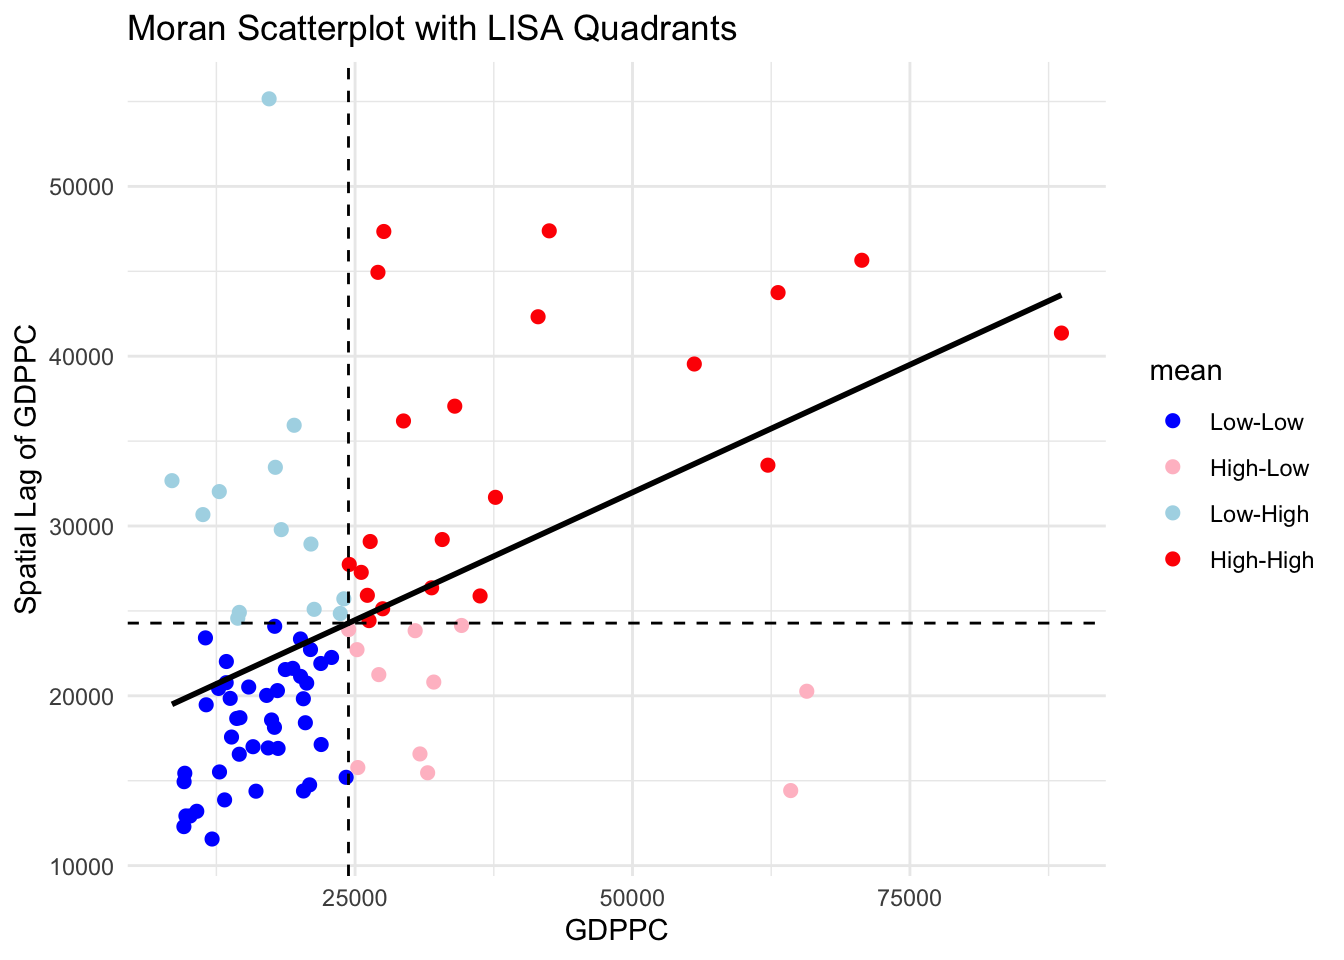 Moran Scatterplot with LISA Quadrants
Spatial Lag of GDPPC
50000
40000
30000
20000
10000
25000
50000
75000
GDPPC
mean
Low-Low
High-Low
Low-High
High-High